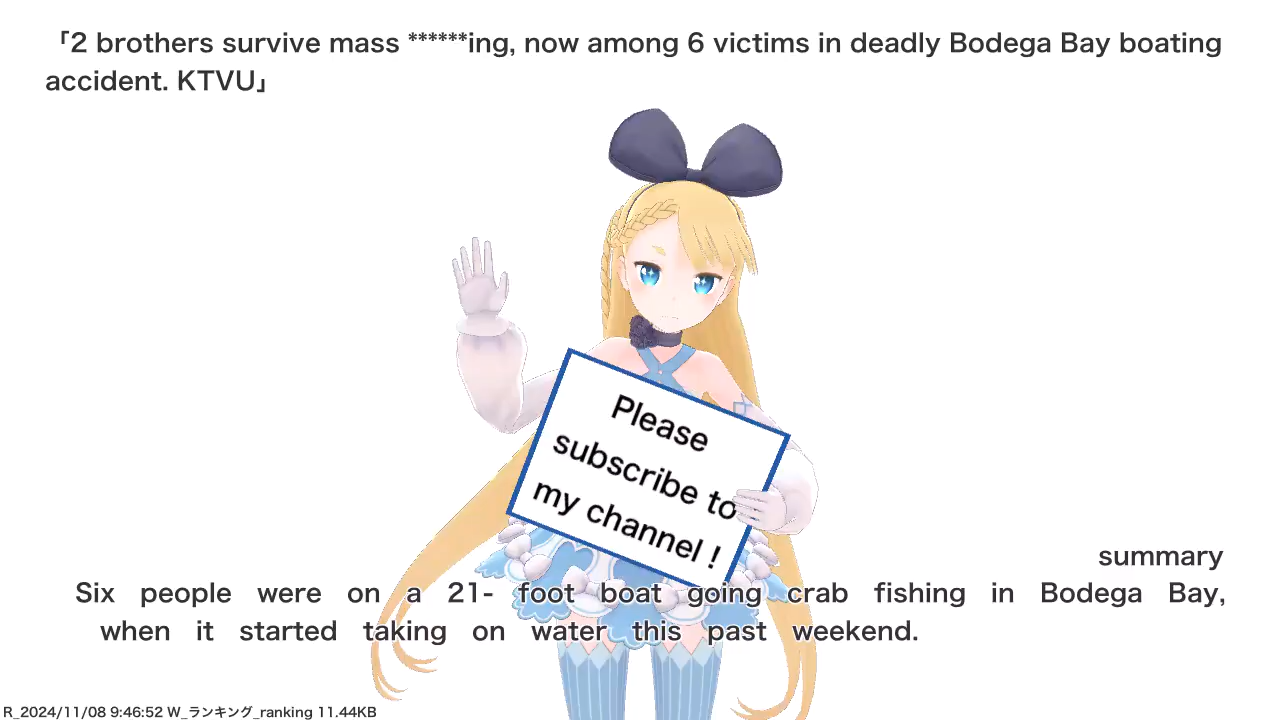 「2 brothers survive mass ******ing, now among 6 victims in deadly Bodega Bay boating
accident. KTVU」
Please
subscribe to
my channel !
summary
Six people were on a 21- foot boat going crab fishing in Bodega Bay,
when it started taking on water this past weekend.
R_2024/11/08 9:46:52 W_ランキング_ranking 11.44KB